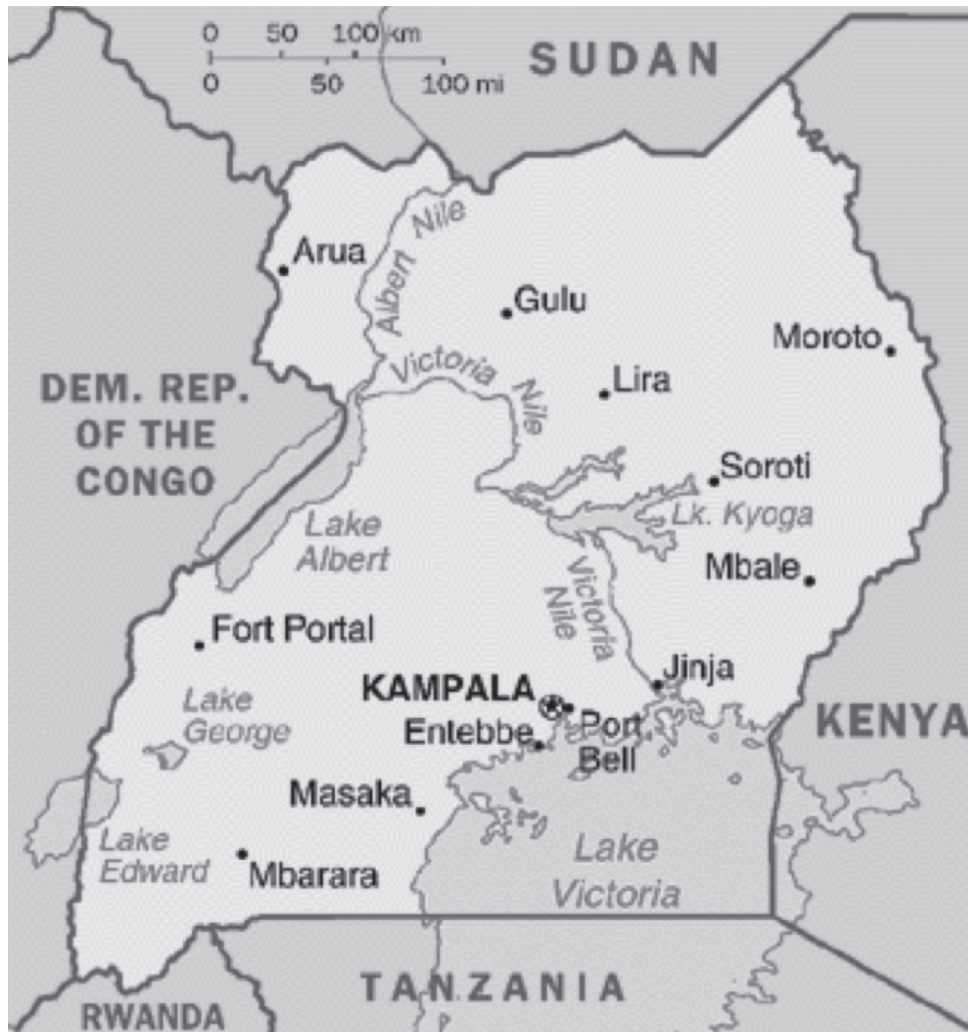 0 50 100 km
0 50 100 mi
SUDAN
Albert Nile
Arua
Gulu
Moroto
Victoria Nile
Lira
DEM. REP.
OF THE
CONGO
Soroti
Lk. Kyoga
Lake
Albert
Mbale
Victoria
Nile
Fort Portal
Jinja
KAMPALA
Lake
George
Entebbe
Port
Bell
KENYA
Masaka
Lake
Edward
Mbarara
Lake
Victoria
TANZANIA
RWANDA